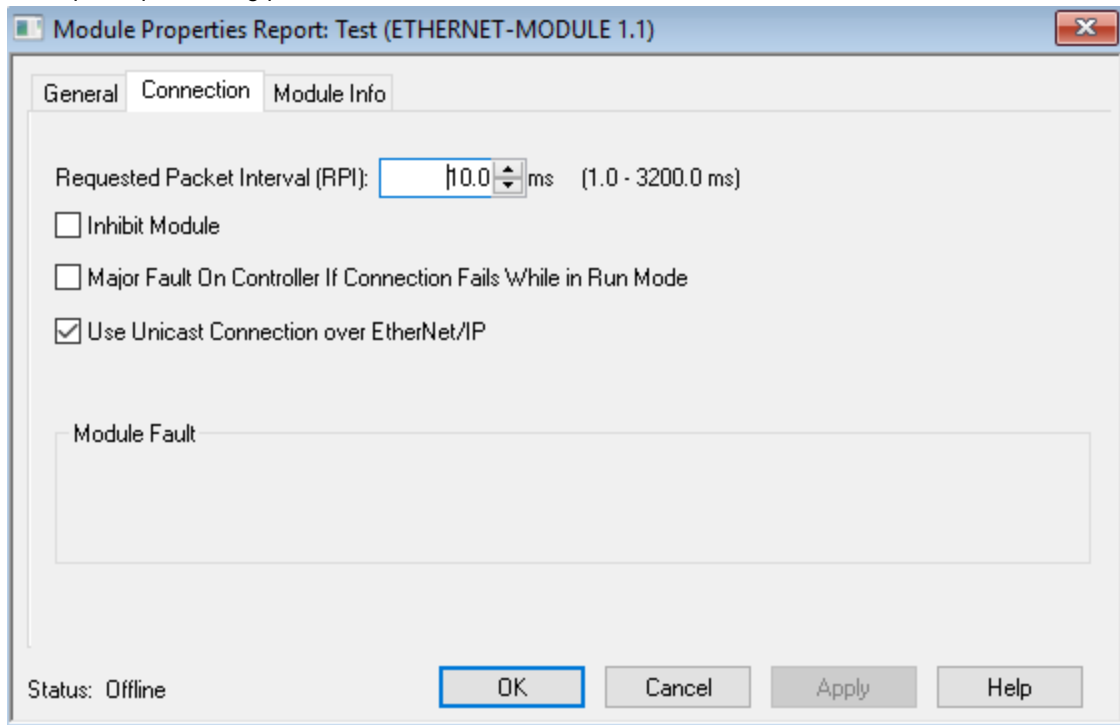 Module Properties Report: Test (ETHERNET-MODULE 1.1)
General Connection Module Info
Requested Packet Interval (RPI): 10.0 ms (1.0 - 3200.0 ms)
Inhibit Module
Major Fault On Controller If Connection Fails While in Run Mode
Use Unicast Connection over EtherNet/IP
Module Fault
Status: Offline OK Cancel Apply Help